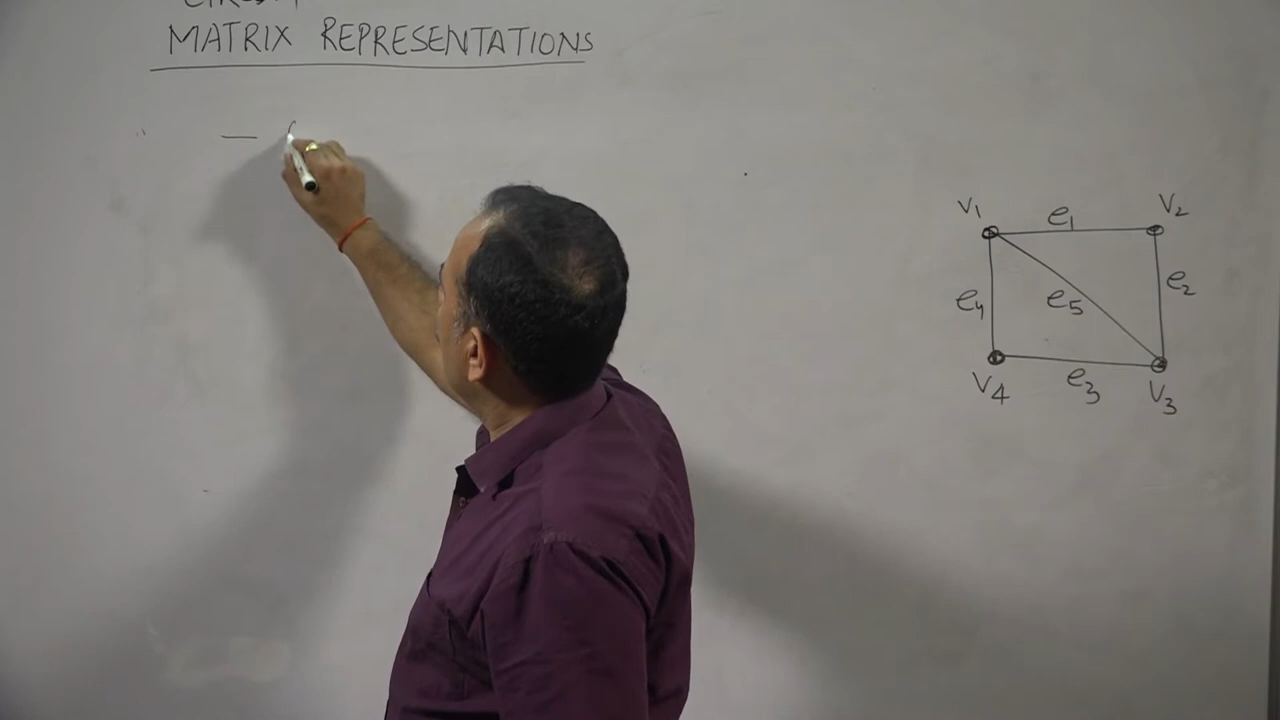 MATRIX REPRESENTATIONS
V1 e1 V2
e4 e5 e2
V4 e3 V3